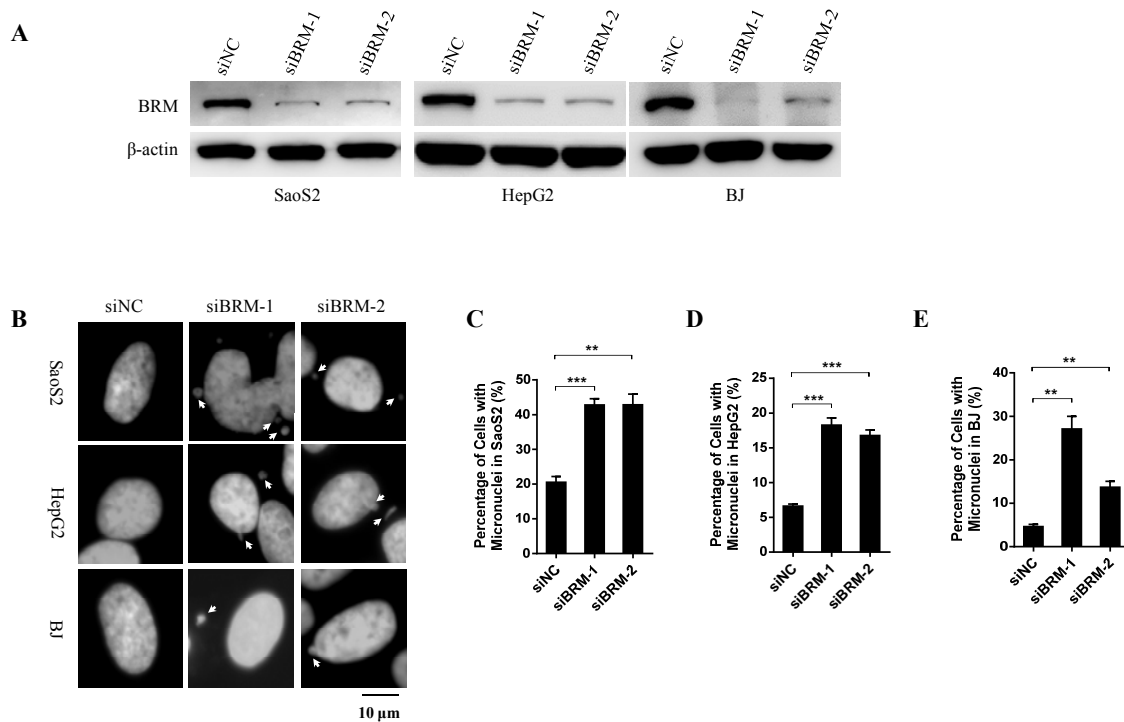 A
siNC siBRM-1 siBRM-2 siNC siBRM-1 siBRM-2 siNC siBRM-1 siBRM-2
BRM
β-actin
SaoS2 HepG2 BJ
B
siNC siBRM-1 siBRM-2
SaoS2
HepG2
BJ
10 μm
C
Percentage of Cells with
Micronuclei in SaoS2 (%)
60
40
20
0
**
***
siNC siBRM-1 siBRM-2
D
Percentage of Cells with
Micronuclei in HepG2 (%)
25
20
15
10
5
0
***
***
siNC siBRM-1 siBRM-2
E
Percentage of Cells with
Micronuclei in BJ (%)
40
30
20
10
0
**
**
siNC siBRM-1 siBRM-2